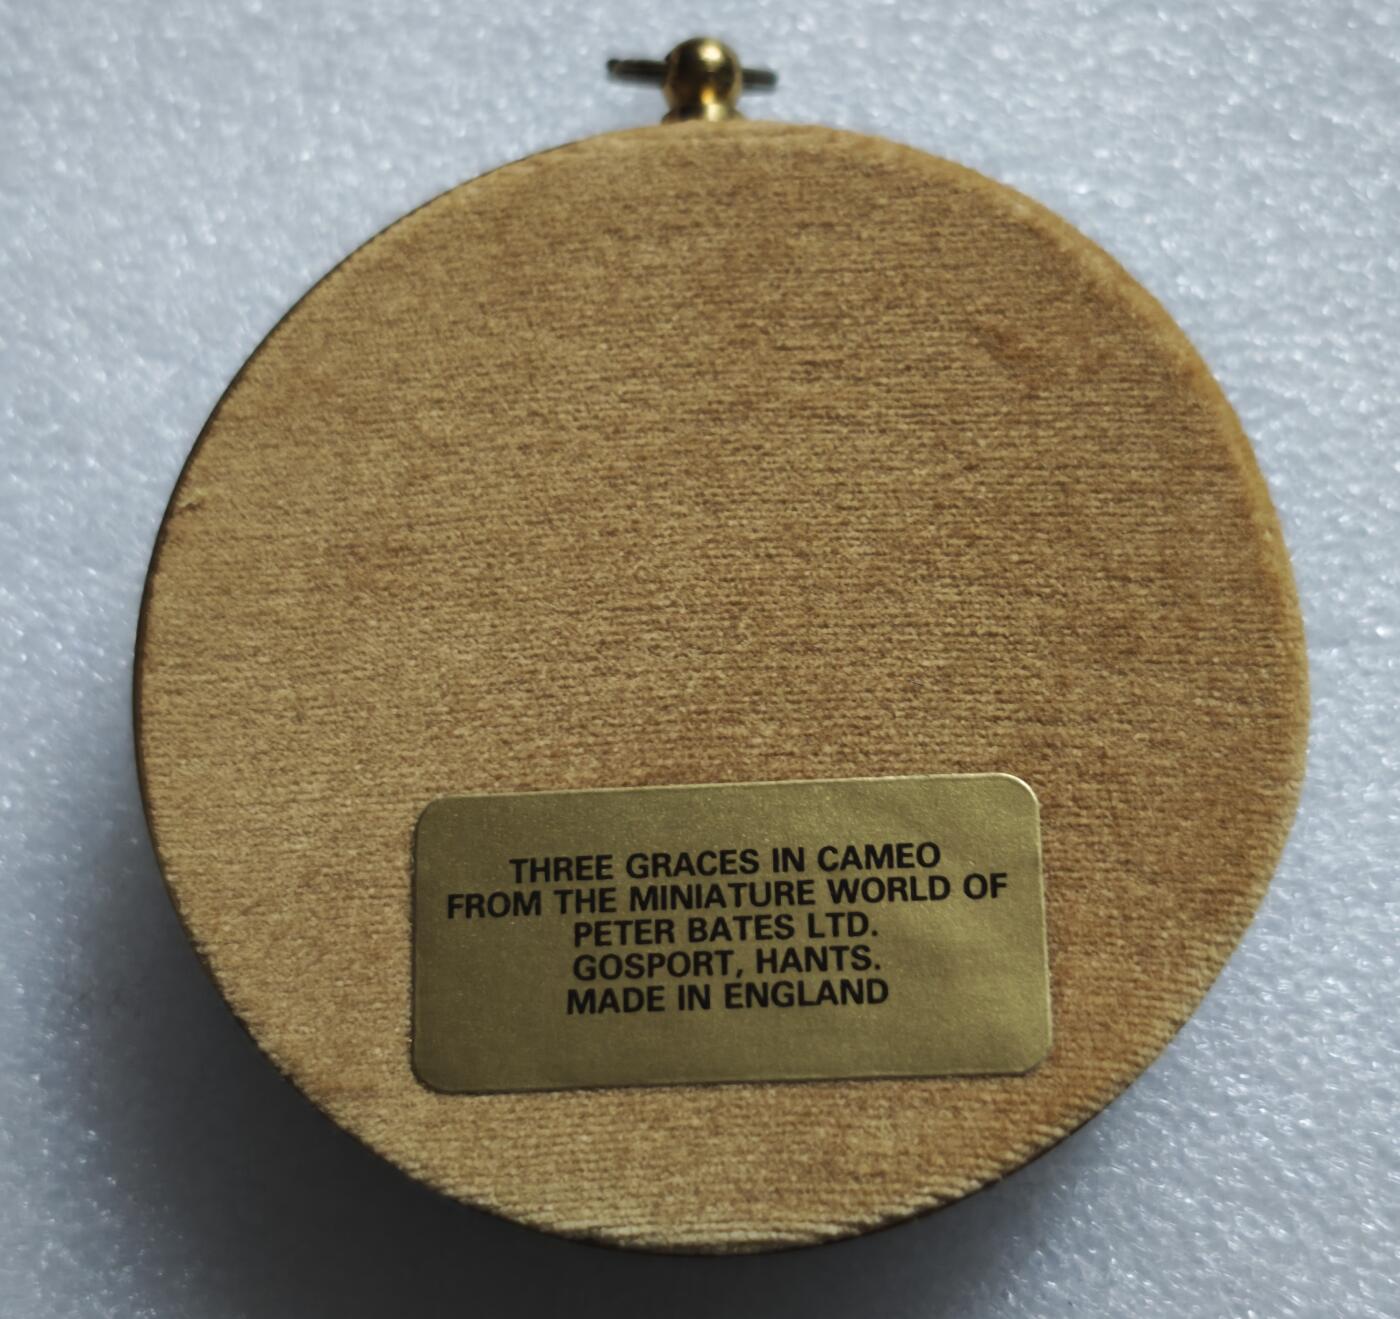 THREE GRACES IN CAMEO
FROM THE MINIATURE WORLD OF
PETER BATES LTD.
GOSPORT, HANTS.
MADE IN ENGLAND